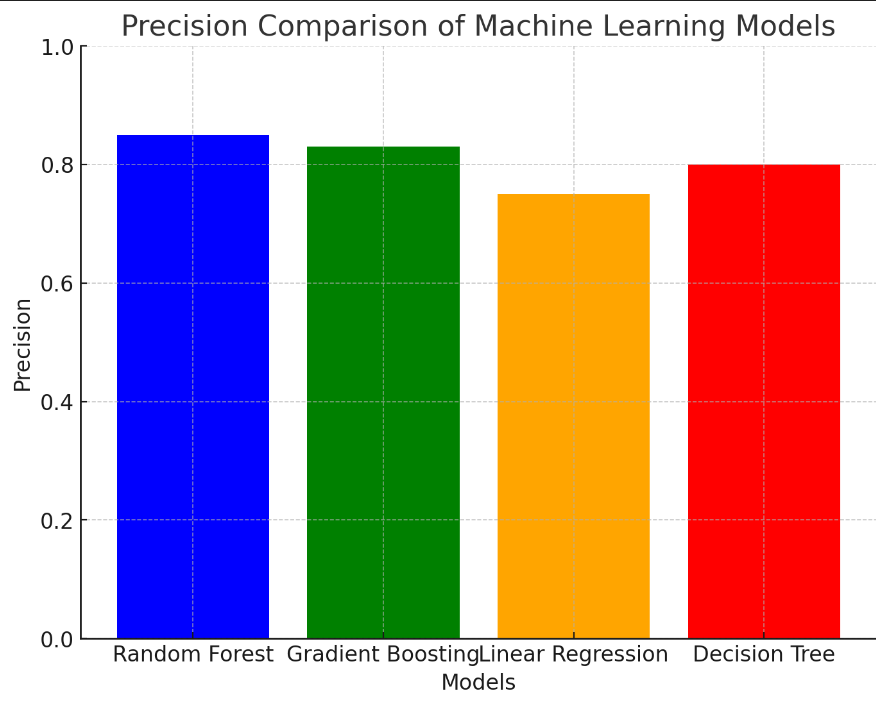 Precision Comparison of Machine Learning Models
1.0
0.8
0.6
0.4
0.2
0.0
Precision
Random Forest Gradient Boosting Linear Regression Decision Tree
Models